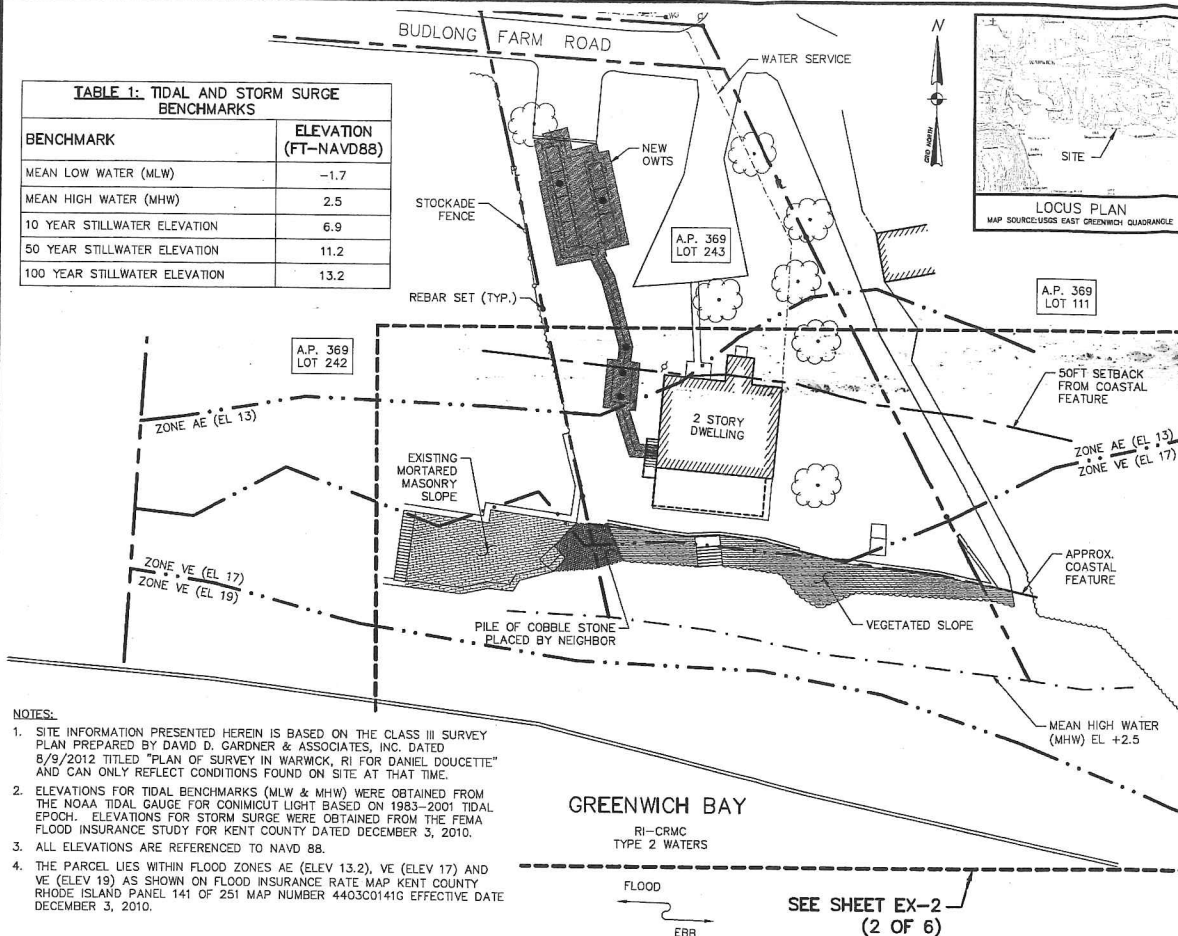 BUDLONG FARM ROAD
WATER SERVICE
N
GRID NORTH
TABLE 1: TIDAL AND STORM SURGE
BENCHMARKS
BENCHMARK
ELEVATION
(FT-NAVD88)
MEAN LOW WATER (MLW)
-1.7
MEAN HIGH WATER (MHW)
2.5
10 YEAR STILLWATER ELEVATION
6.9
50 YEAR STILLWATER ELEVATION
11.2
100 YEAR STILLWATER ELEVATION
13.2
WARWICK
SITE
LOCUS PLAN
MAP SOURCE:USGS EAST GREENWICH QUADRANGLE
NEW
OWTS
STOCKADE
FENCE
A.P. 369
LOT 243
REBAR SET (TYP.)
A.P. 369
LOT 111
A.P. 369
LOT 242
50FT SETBACK
FROM COASTAL
FEATURE
ZONE AE (EL 13)
2 STORY
DWELLING
ZONE AE (EL 13)
ZONE VE (EL 17)
EXISTING
MORTARED
MASONRY
SLOPE
ZONE VE (EL 17)
ZONE VE (EL 19)
APPROX.
COASTAL
FEATURE
PILE OF COBBLE STONE
PLACED BY NEIGHBOR
VEGETATED SLOPE
MEAN HIGH WATER
(MHW) EL +2.5
NOTES:
1. SITE INFORMATION PRESENTED HEREIN IS BASED ON THE CLASS III SURVEY
PLAN PREPARED BY DAVID D. GARDNER & ASSOCIATES, INC. DATED
8/9/2012 TITLED "PLAN OF SURVEY IN WARWICK, RI FOR DANIEL DOUCETTE"
AND CAN ONLY REFLECT CONDITIONS FOUND ON SITE AT THAT TIME.
2. ELEVATIONS FOR TIDAL BENCHMARKS (MLW & MHW) WERE OBTAINED FROM
THE NOAA TIDAL GAUGE FOR CONIMICUT LIGHT BASED ON 1983-2001 TIDAL
EPOCH. ELEVATIONS FOR STORM SURGE WERE OBTAINED FROM THE FEMA
FLOOD INSURANCE STUDY FOR KENT COUNTY DATED DECEMBER 3, 2010.
3. ALL ELEVATIONS ARE REFERENCED TO NAVD 88.
4. THE PARCEL LIES WITHIN FLOOD ZONES AE (ELEV 13.2), VE (ELEV 17) AND
VE (ELEV 19) AS SHOWN ON FLOOD INSURANCE RATE MAP KENT COUNTY
RHODE ISLAND PANEL 141 OF 251 MAP NUMBER 4403C0141G EFFECTIVE DATE
DECEMBER 3, 2010.
GREENWICH BAY
RI-CRMC
TYPE 2 WATERS
FLOOD
EBB
SEE SHEET EX-2
(2 OF 6)